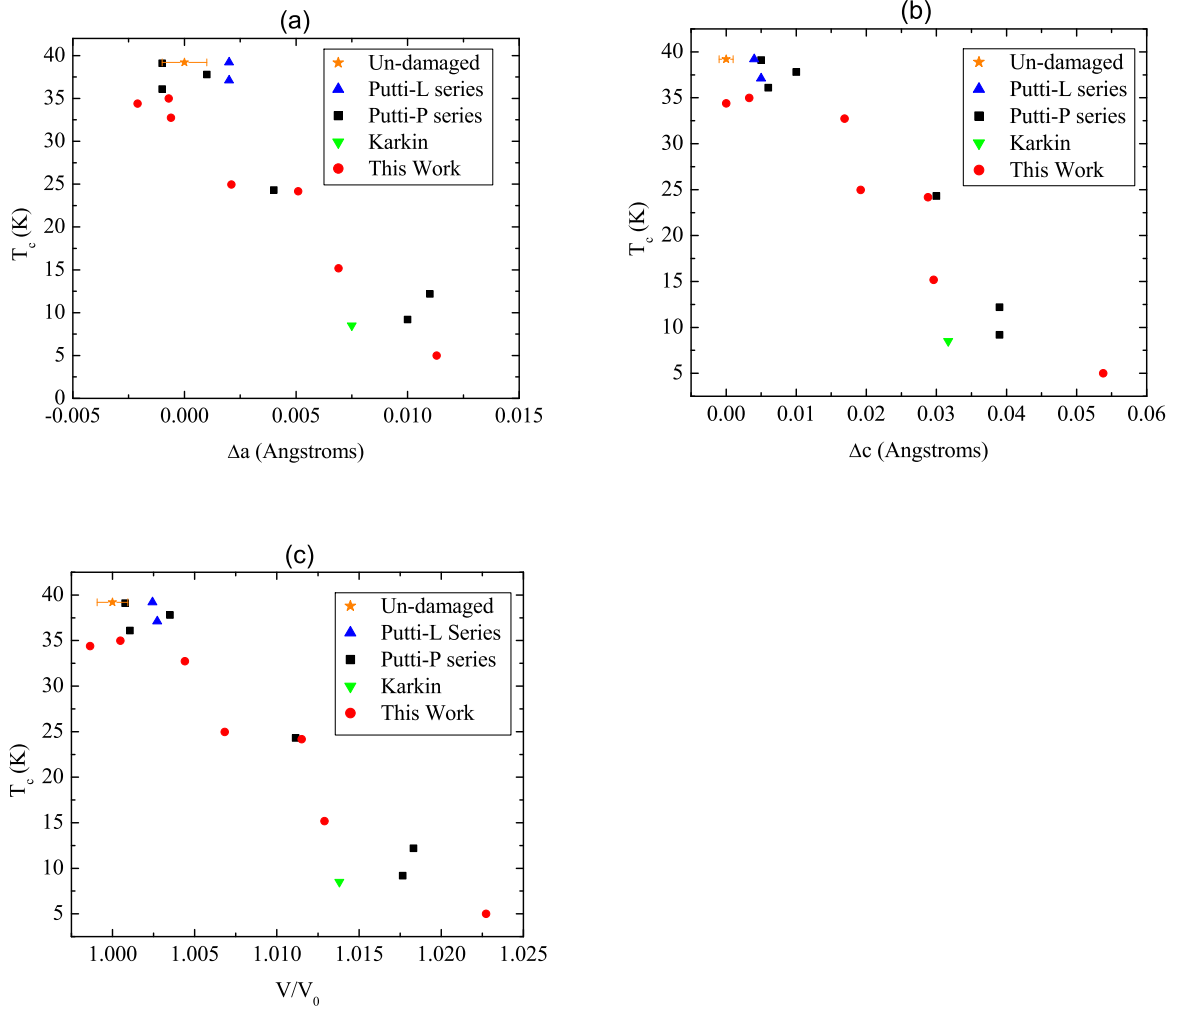 (a)
40
35
30
25
20
15
10
5
0
T_c (K)
-0.005 0.000 0.005 0.010 0.015
Δa (Angstroms)
Un-damaged
Putti-L series
Putti-P series
Karkin
This Work
(b)
40
35
30
25
20
15
10
5
T_c (K)
0.00 0.01 0.02 0.03 0.04 0.05 0.06
Δc (Angstroms)
Un-damaged
Putti-L series
Putti-P series
Karkin
This Work
(c)
40
35
30
25
20
15
10
5
T_c (K)
1.000 1.005 1.010 1.015 1.020 1.025
V/V_0
Un-damaged
Putti-L Series
Putti-P series
Karkin
This Work